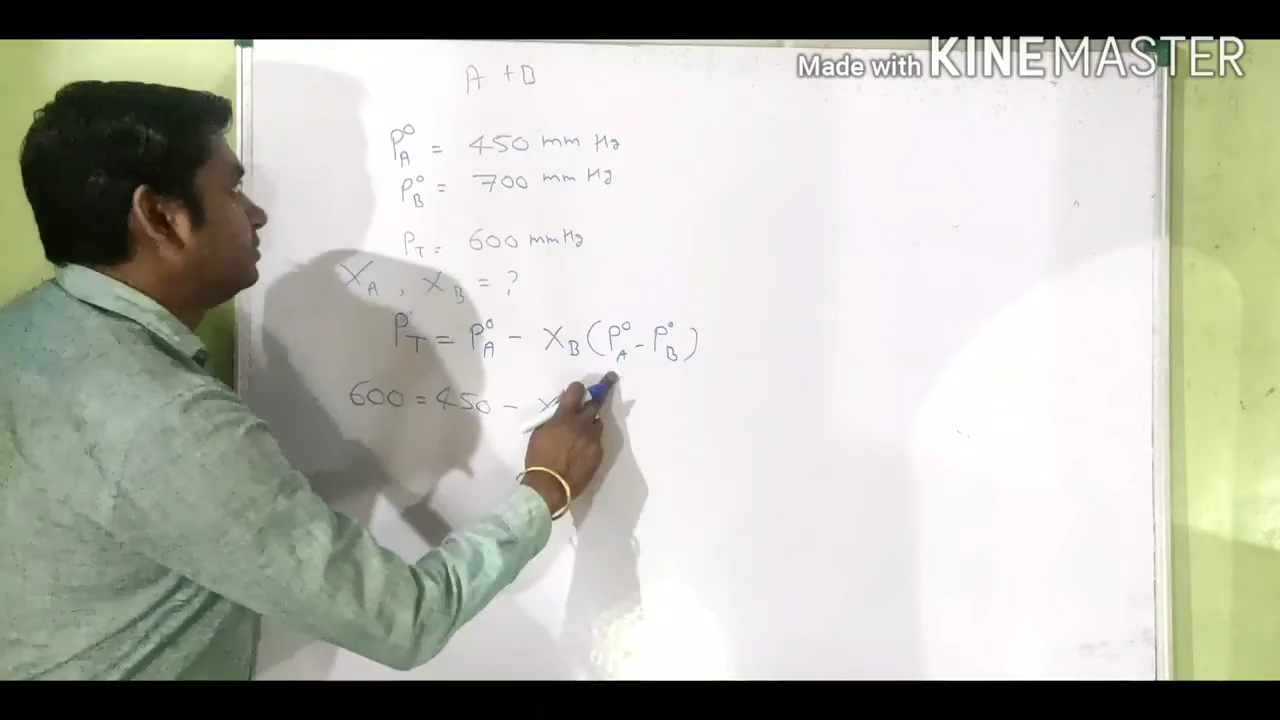 Made with KINEMASTER
A + B
P°A = 450 mm Hg
P°B = 700 mm Hg
PT = 600 mm Hg
XA , XB = ?
PT = P°A - XB (P°A - P°B)
600 = 450 - X